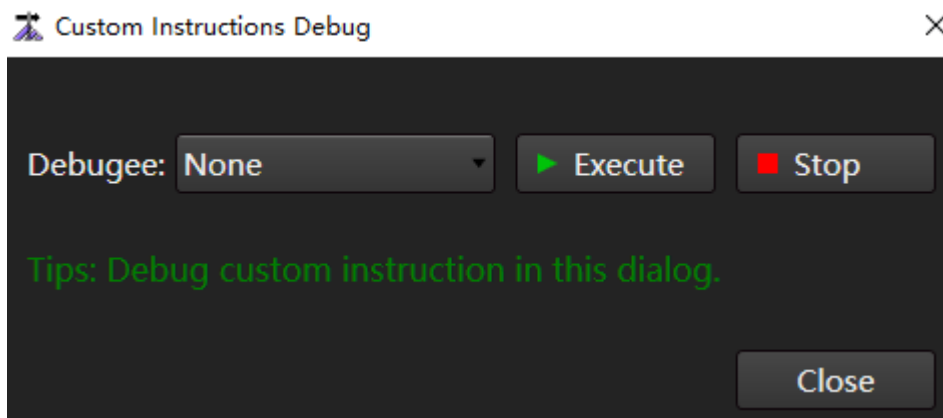 Custom Instructions Debug
Debugee: None Execute Stop
Tips: Debug custom instruction in this dialog.
Close